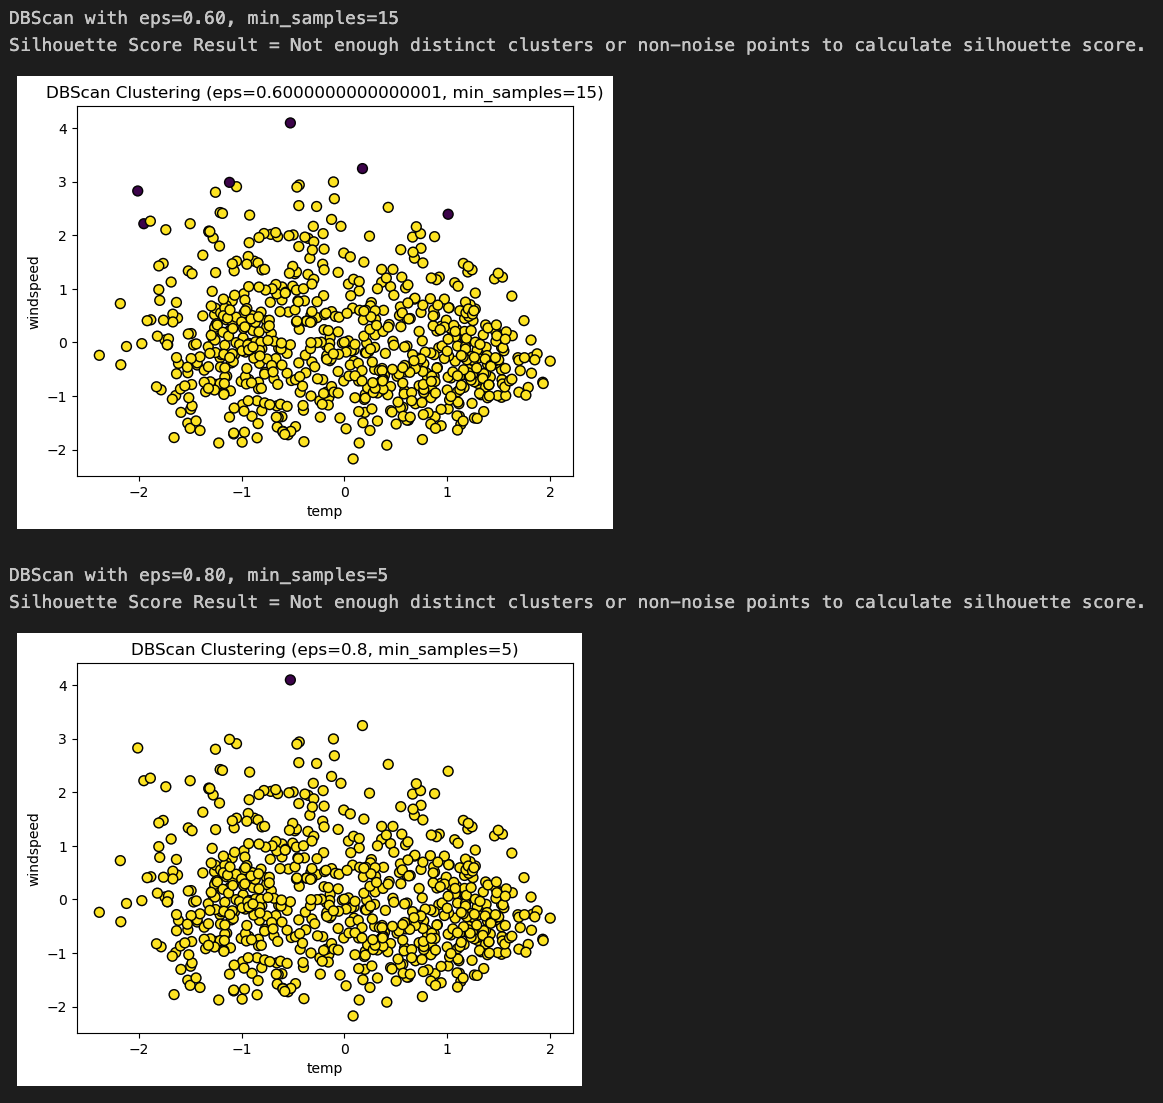 DBScan with eps=0.60, min_samples=15
Silhouette Score Result = Not enough distinct clusters or non-noise points to calculate silhouette score.
DBScan Clustering (eps=0.6000000000000001, min_samples=15)
4
3
2
1
0
−1
−2
windspeed
−2 −1 0 1 2
temp
DBScan with eps=0.80, min_samples=5
Silhouette Score Result = Not enough distinct clusters or non-noise points to calculate silhouette score.
DBScan Clustering (eps=0.8, min_samples=5)
4
3
2
1
0
−1
−2
windspeed
−2 −1 0 1 2
temp